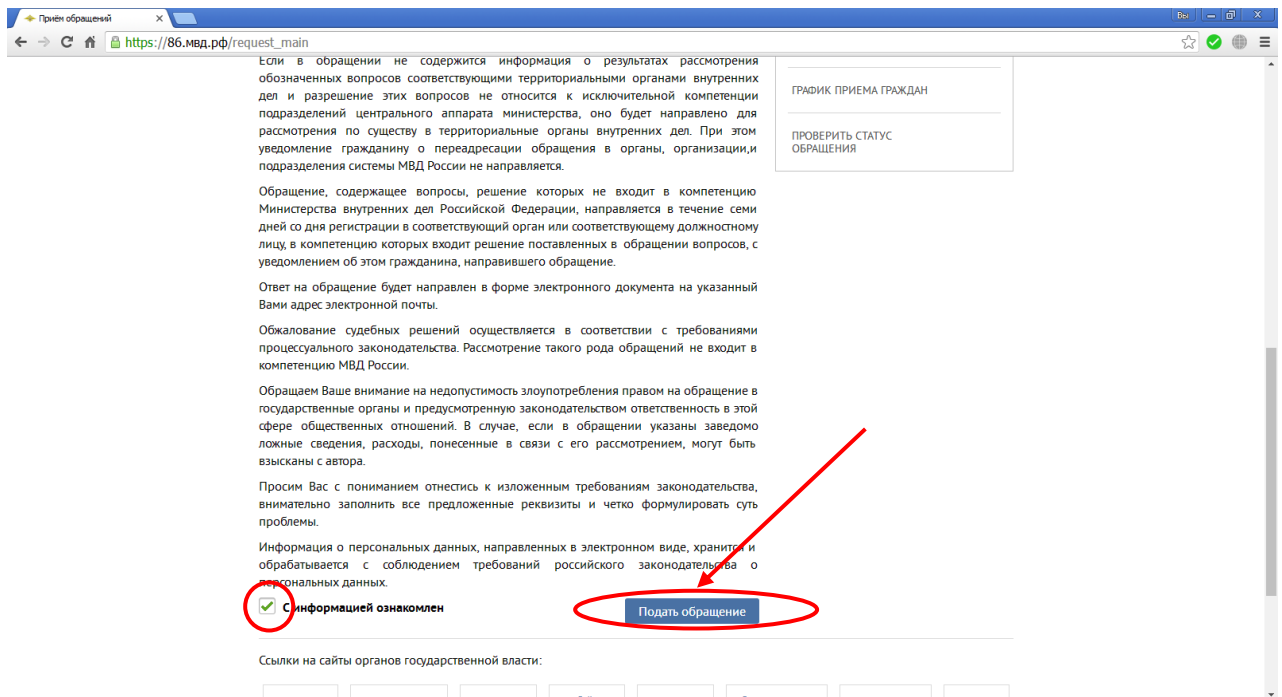 Приём обращений
Вы
https://86.мвд.рф/request_main
Если в обращении не содержится информация о результатах рассмотрения
обозначенных вопросов соответствующими территориальными органами внутренних
дел и разрешение этих вопросов не относится к исключительной компетенции
подразделений центрального аппарата министерства, оно будет направлено для
рассмотрения по существу в территориальные органы внутренних дел. При этом
уведомление гражданину о переадресации обращения в органы, организации,и
подразделения системы МВД России не направляется.
Обращение, содержащее вопросы, решение которых не входит в компетенцию
Министерства внутренних дел Российской Федерации, направляется в течение семи
дней со дня регистрации в соответствующий орган или соответствующему должностному
лицу, в компетенцию которых входит решение поставленных в обращении вопросов, с
уведомлением об этом гражданина, направившего обращение.
Ответ на обращение будет направлен в форме электронного документа на указанный
Вами адрес электронной почты.
Обжалование судебных решений осуществляется в соответствии с требованиями
процессуального законодательства. Рассмотрение такого рода обращений не входит в
компетенцию МВД России.
Обращаем Ваше внимание на недопустимость злоупотребления правом на обращение в
государственные органы и предусмотренную законодательством ответственность в этой
сфере общественных отношений. В случае, если в обращении указаны заведомо
ложные сведения, расходы, понесенные в связи с его рассмотрением, могут быть
взысканы с автора.
Просим Вас с пониманием отнестись к изложенным требованиям законодательства,
внимательно заполнить все предложенные реквизиты и четко формулировать суть
проблемы.
Информация о персональных данных, направленных в электронном виде, хранится и
обрабатывается с соблюдением требований российского законодательства о
персональных данных.
С информацией ознакомлен
Подать обращение
Ссылки на сайты органов государственной власти:
ГРАФИК ПРИЕМА ГРАЖДАН
ПРОВЕРИТЬ СТАТУС
ОБРАЩЕНИЯ